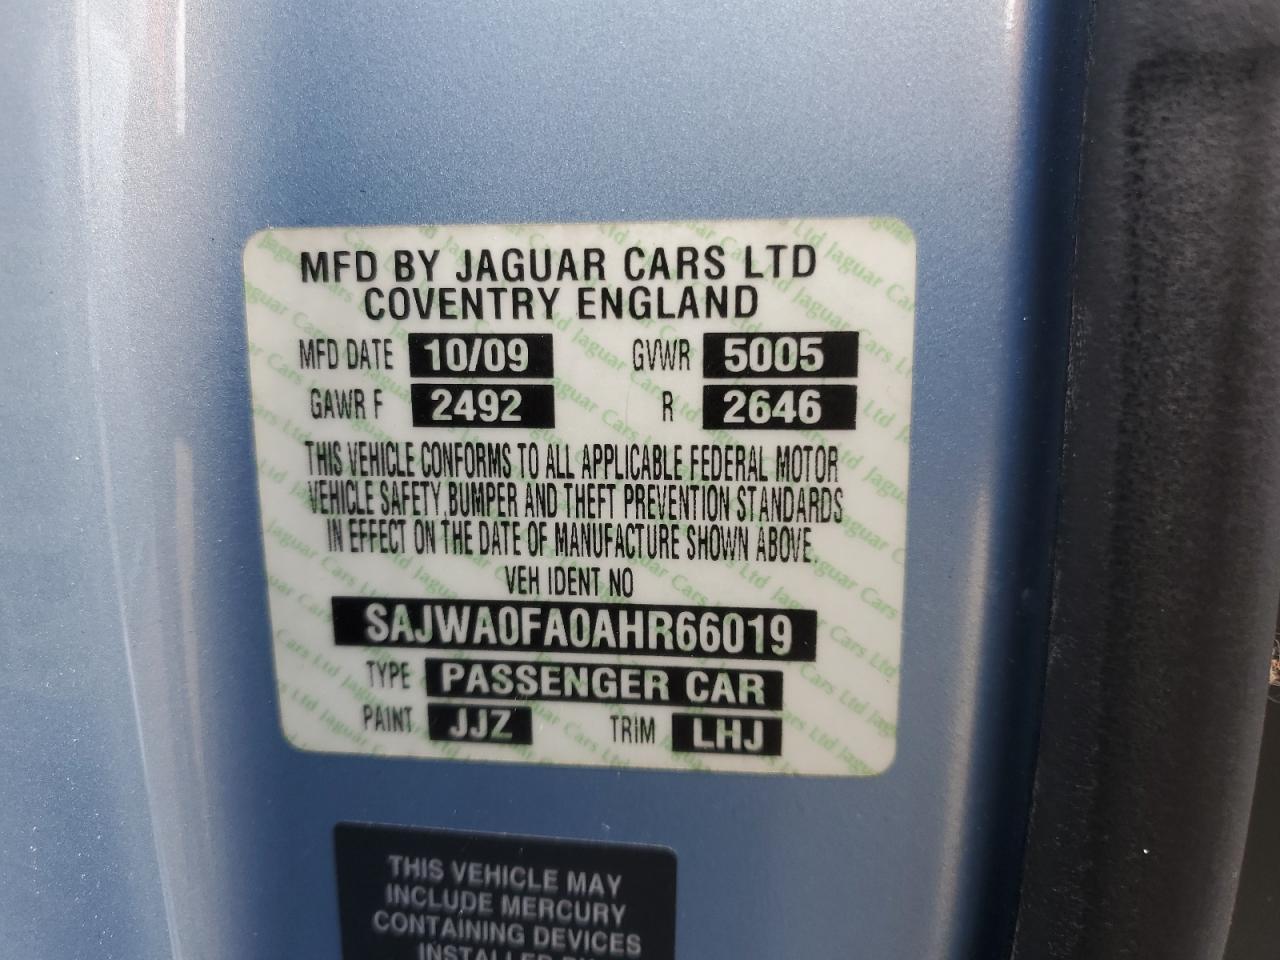 MFD BY JAGUAR CARS LTD
COVENTRY ENGLAND
MFD DATE 10/09 GVWR 5005
GAWR F 2492 R 2646
THIS VEHICLE CONFORMS TO ALL APPLICABLE FEDERAL MOTOR
VEHICLE SAFETY, BUMPER AND THEFT PREVENTION STANDARDS
IN EFFECT ON THE DATE OF MANUFACTURE SHOWN ABOVE.
VEH IDENT NO
SAJWA0FA0AHR66019
TYPE PASSENGER CAR
PAINT JJZ TRIM LHJ
THIS VEHICLE MAY
INCLUDE MERCURY
CONTAINING DEVICES
INSTALLED